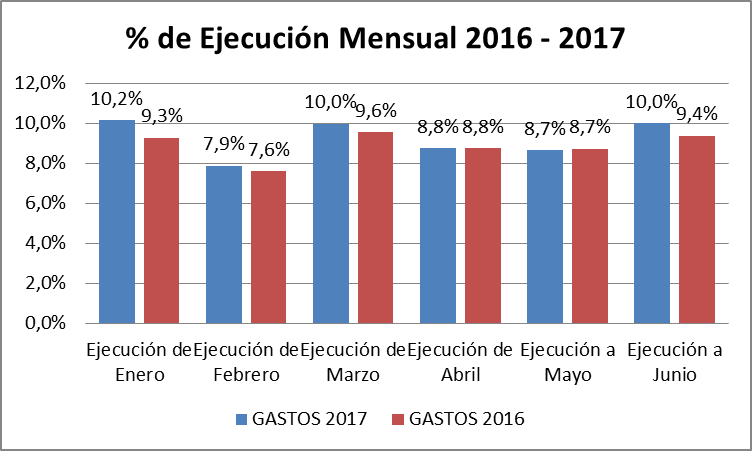 % de Ejecución Mensual 2016 - 2017
12,0%
10,0%
8,0%
6,0%
4,0%
2,0%
0,0%
10,2%
9,3%
7,9%
7,6%
10,0%
9,6%
8,8%
8,8%
8,7%
8,7%
10,0%
9,4%
Ejecución de
Enero
Ejecución de
Febrero
Ejecución de
Marzo
Ejecución de
Abril
Ejecución a
Mayo
Ejecución a
Junio
GASTOS 2017
GASTOS 2016